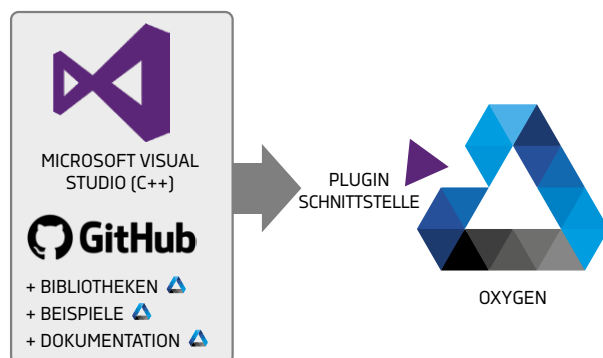 MICROSOFT VISUAL
STUDIO (C++)
GitHub
+ BIBLIOTHEKEN
+ BEISPIELE
+ DOKUMENTATION
PLUGIN
SCHNITTSTELLE
OXYGEN